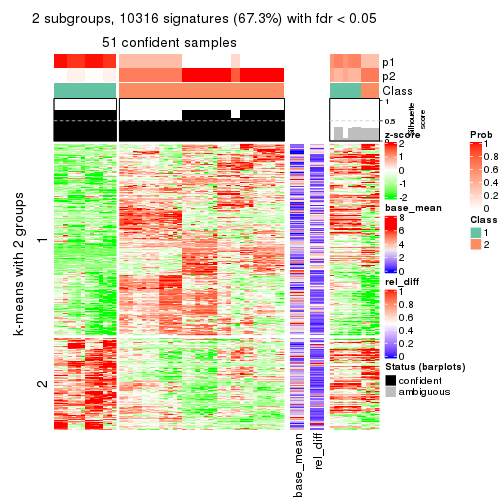 2 subgroups, 10316 signatures (67.3%) with fdr < 0.05
51 confident samples
p1
p2
Class
1
0.5
0
Silhouette
score
k-means with 2 groups
1
2
base_mean
rel_diff
z-score
2
1
0
-1
-2
base_mean
8
6
4
2
0
rel_diff
1
0.8
0.6
0.4
0.2
0
Status (barplots)
confident
ambiguous
Prob
1
0.8
0.6
0.4
0.2
0
Class
1
2